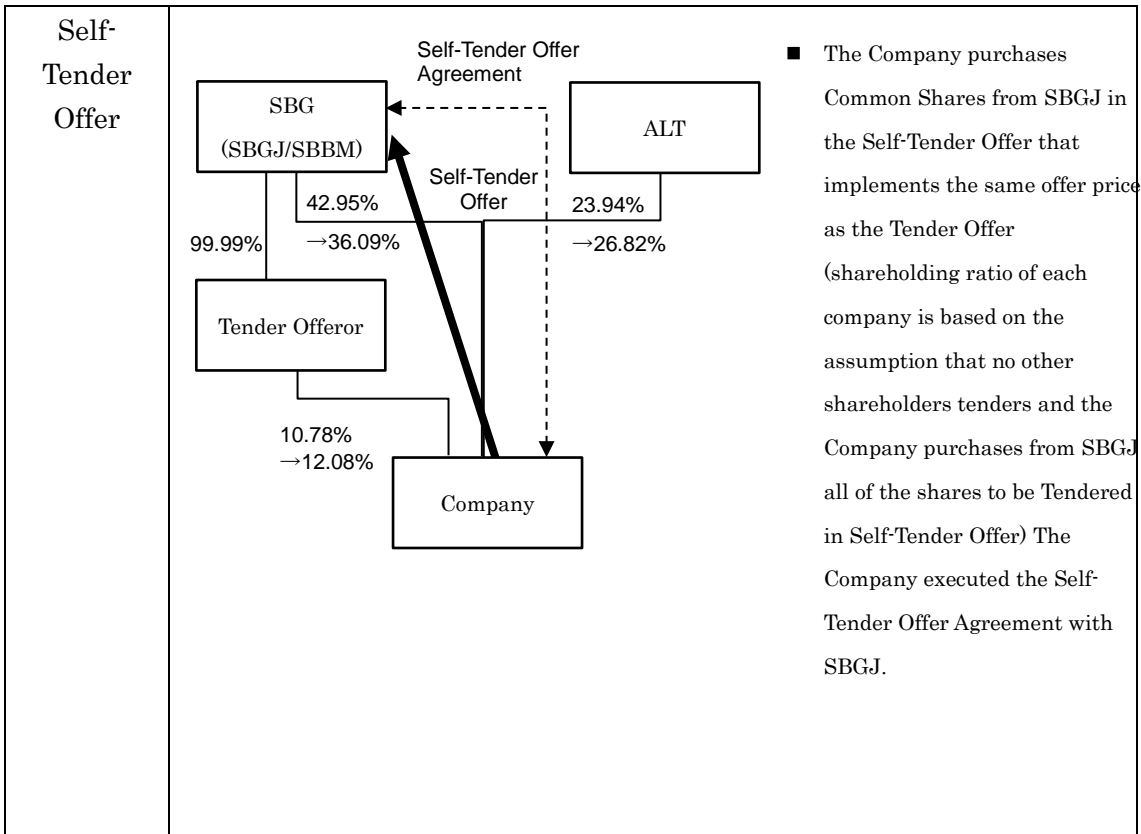 Self-
Tender
Offer
Self-Tender Offer
Agreement
SBG
(SBGJ/SBBM)
ALT
Self-Tender
Offer
42.95%
→36.09%
23.94%
→26.82%
99.99%
Tender Offeror
10.78%
→12.08%
Company
■ The Company purchases
Common Shares from SBGJ in
the Self-Tender Offer that
implements the same offer price
as the Tender Offer
(shareholding ratio of each
company is based on the
assumption that no other
shareholders tenders and the
Company purchases from SBGJ
all of the shares to be Tendered
in Self-Tender Offer) The
Company executed the Self-
Tender Offer Agreement with
SBGJ.